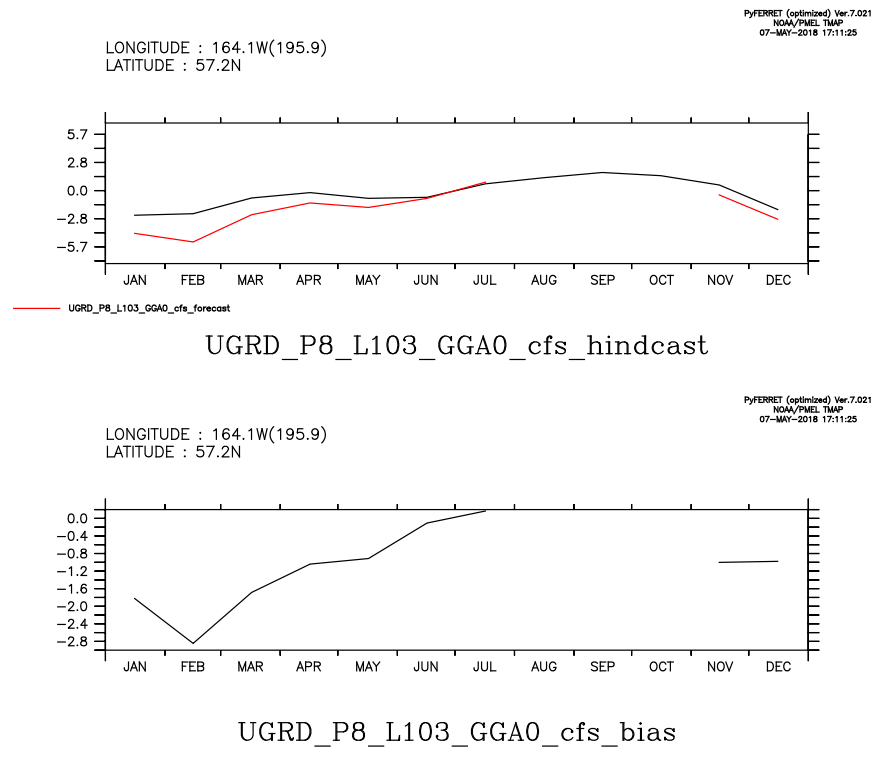 PyFERRET (optimized) Ver.7.021
NOAA/PMEL TMAP
07-MAY-2018 17:11:25
LONGITUDE : 164.1W(195.9)
LATITUDE : 57.2N
5.7
2.8
0.0
-2.8
-5.7
JAN FEB MAR APR MAY JUN JUL AUG SEP OCT NOV DEC
UGRD_P8_L103_GGA0_cfs_forecast
UGRD_P8_L103_GGA0_cfs_hindcast
PyFERRET (optimized) Ver.7.021
NOAA/PMEL TMAP
07-MAY-2018 17:11:25
LONGITUDE : 164.1W(195.9)
LATITUDE : 57.2N
0.0
-0.4
-0.8
-1.2
-1.6
-2.0
-2.4
-2.8
JAN FEB MAR APR MAY JUN JUL AUG SEP OCT NOV DEC
UGRD_P8_L103_GGA0_cfs_bias